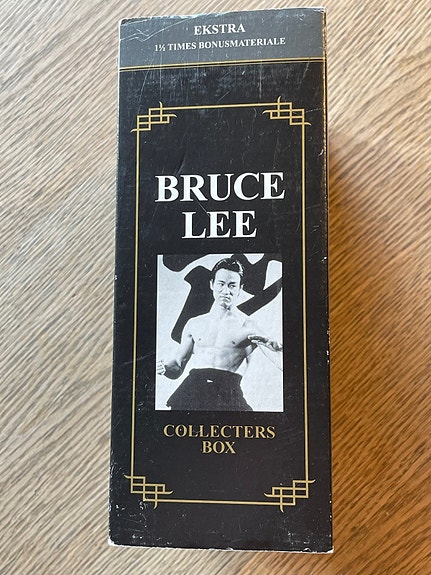 EKSTRA
1½ TIMES BONUSMATERIALE
BRUCE
LEE
COLLECTERS
BOX